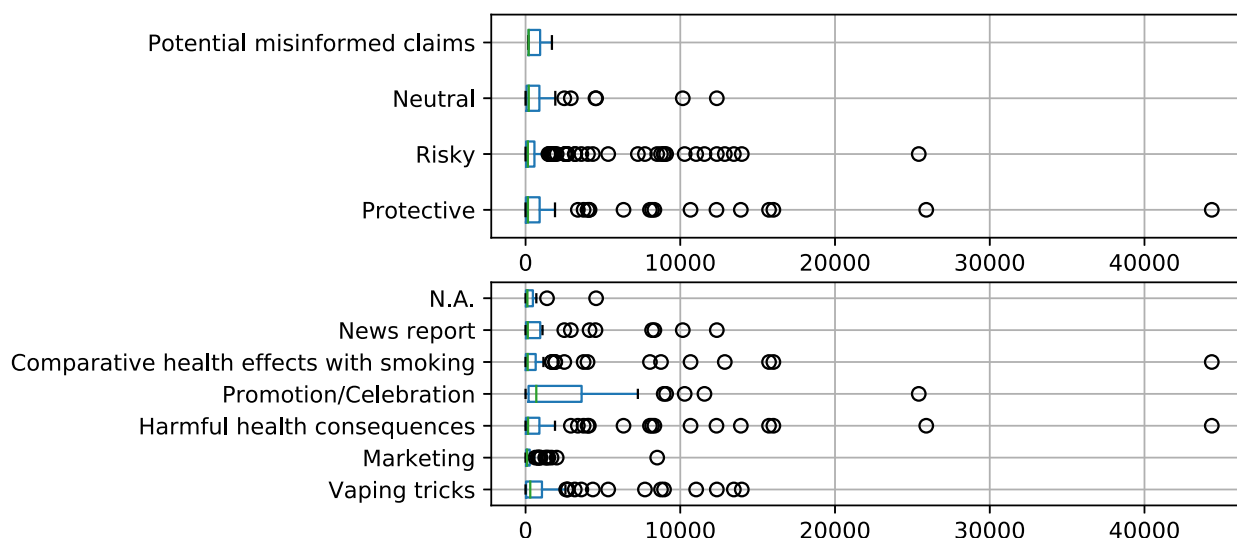 Potential misinformed claims
Neutral
Risky
Protective
0 10000 20000 30000 40000
N.A.
News report
Comparative health effects with smoking
Promotion/Celebration
Harmful health consequences
Marketing
Vaping tricks
0 10000 20000 30000 40000